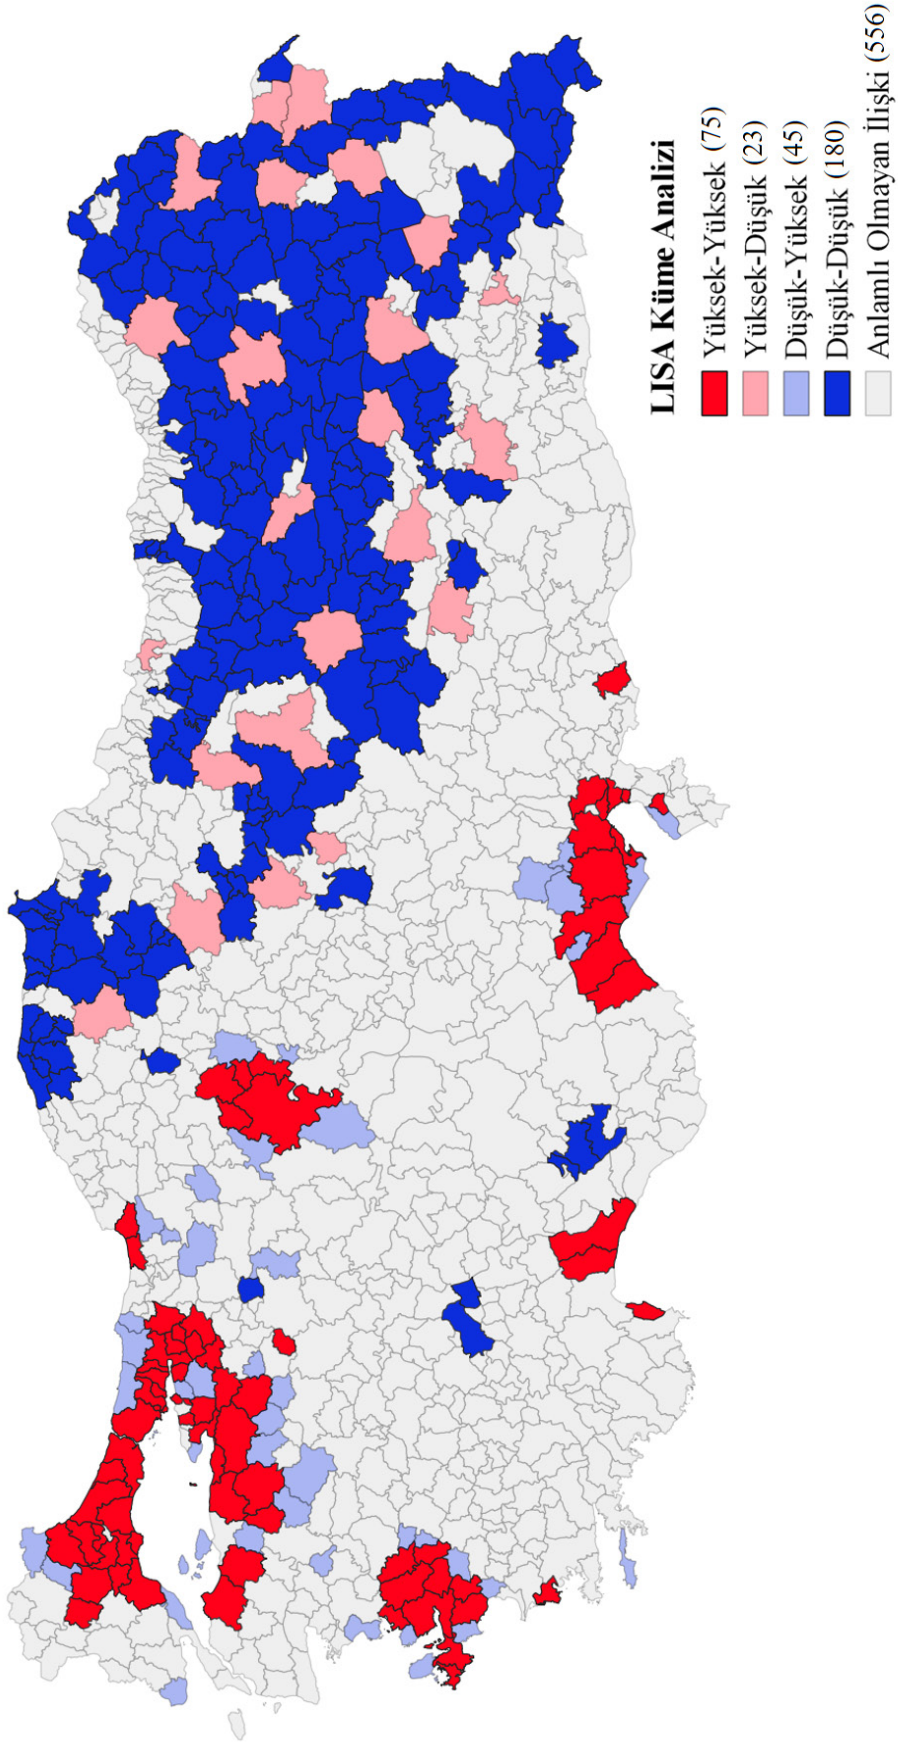 LISA Küme Analizi
Yüksek-Yüksek (75)
Yüksek-Düşük (23)
Düşük-Yüksek (45)
Düşük-Düşük (180)
Anlamlı Olmayan İlişki (556)